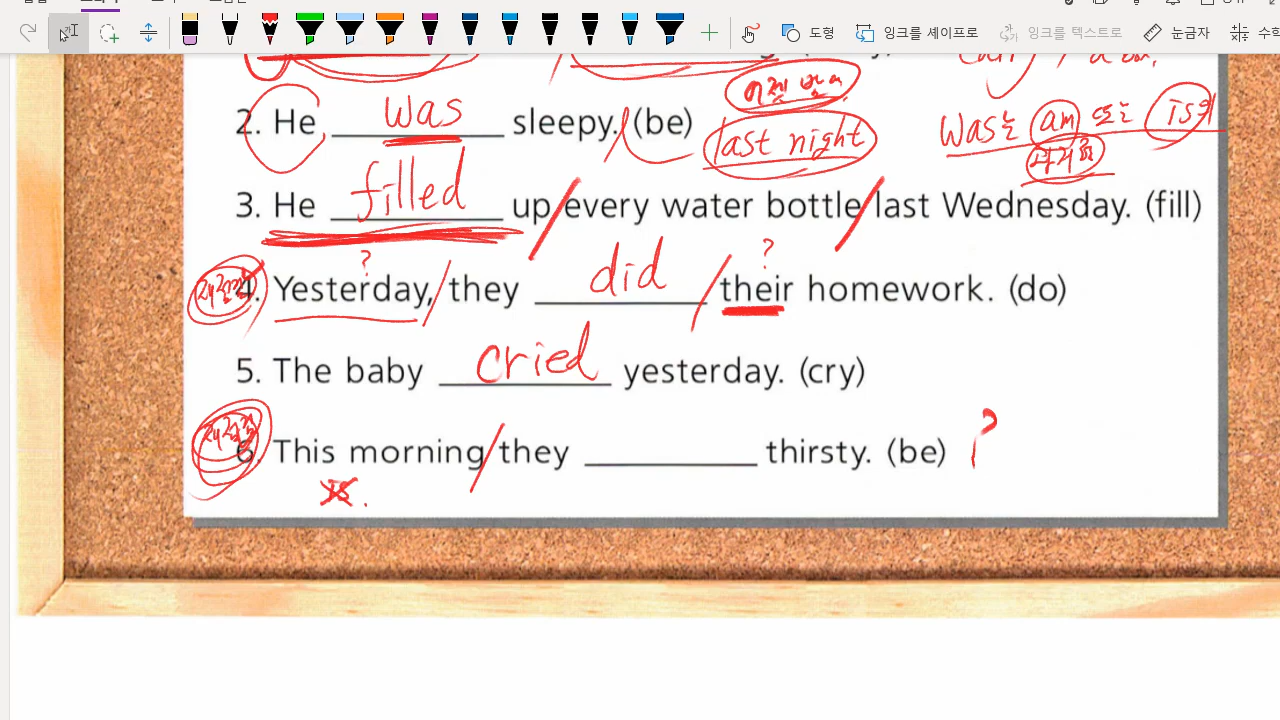 도형 잉크를 셰이프로 잉크를 텍스트로 눈금자 수학
어젯 밤에
2. He was sleepy. (be) last night
was는 am 또는 is의
과거형
3. He filled up every water bottle last Wednesday. (fill)
? ?
4. Yesterday, they did their homework. (do)
5. The baby cried yesterday. (cry)
6. This morning they ________ thirsty. (be) ?